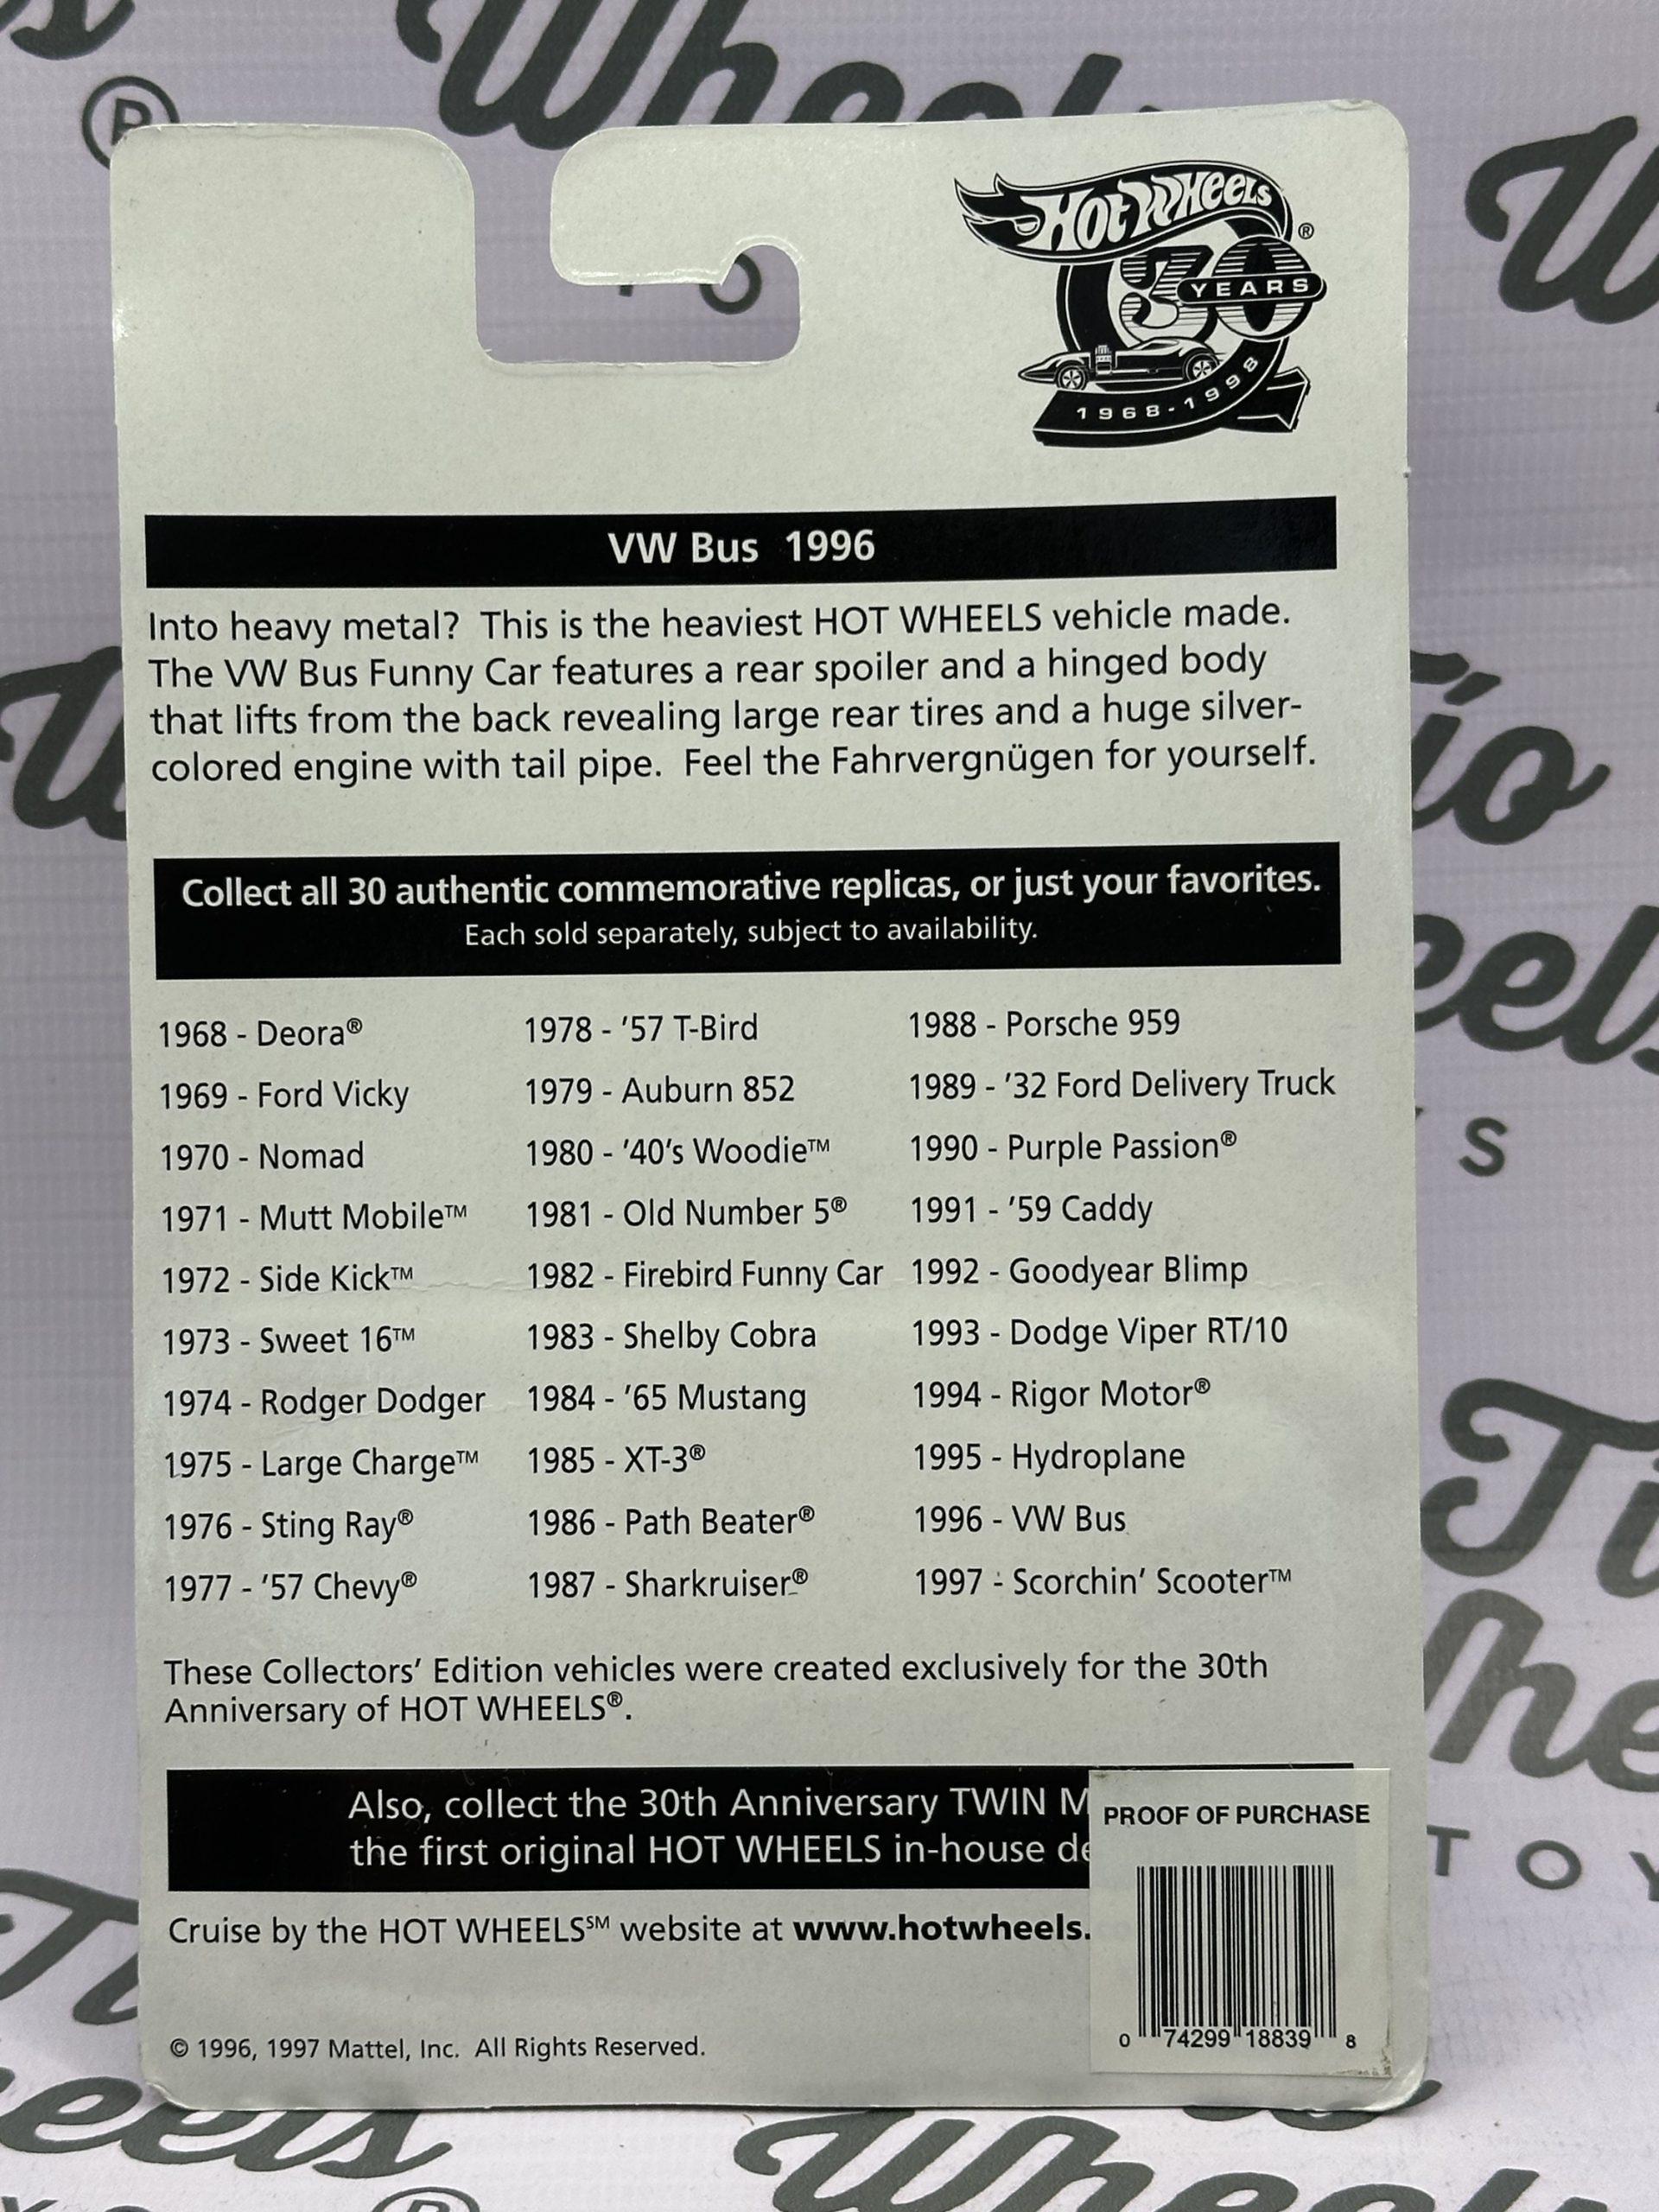 Wheels
®
Hot Wheels ®
30
YEARS
1968-1998
VW Bus 1996
Into heavy metal? This is the heaviest HOT WHEELS vehicle made.
The VW Bus Funny Car features a rear spoiler and a hinged body
that lifts from the back revealing large rear tires and a huge silver-
colored engine with tail pipe. Feel the Fahrvergnügen for yourself.
Collect all 30 authentic commemorative replicas, or just your favorites.
Each sold separately, subject to availability.
1968 - Deora®
1969 - Ford Vicky
1970 - Nomad
1971 - Mutt Mobile™
1972 - Side Kick™
1973 - Sweet 16™
1974 - Rodger Dodger
1975 - Large Charge™
1976 - Sting Ray®
1977 - '57 Chevy®
1978 - '57 T-Bird
1979 - Auburn 852
1980 - '40's Woodie™
1981 - Old Number 5®
1982 - Firebird Funny Car
1983 - Shelby Cobra
1984 - '65 Mustang
1985 - XT-3®
1986 - Path Beater®
1987 - Sharkruiser®
1988 - Porsche 959
1989 - '32 Ford Delivery Truck
1990 - Purple Passion®
1991 - '59 Caddy
1992 - Goodyear Blimp
1993 - Dodge Viper RT/10
1994 - Rigor Motor®
1995 - Hydroplane
1996 - VW Bus
1997 - Scorchin' Scooter™
These Collectors' Edition vehicles were created exclusively for the 30th
Anniversary of HOT WHEELS®.
Also, collect the 30th Anniversary TWIN M
the first original HOT WHEELS in-house de
Cruise by the HOT WHEELS℠ website at www.hotwheels.
© 1996, 1997 Mattel, Inc. All Rights Reserved.
PROOF OF PURCHASE
0 74299 18839 8